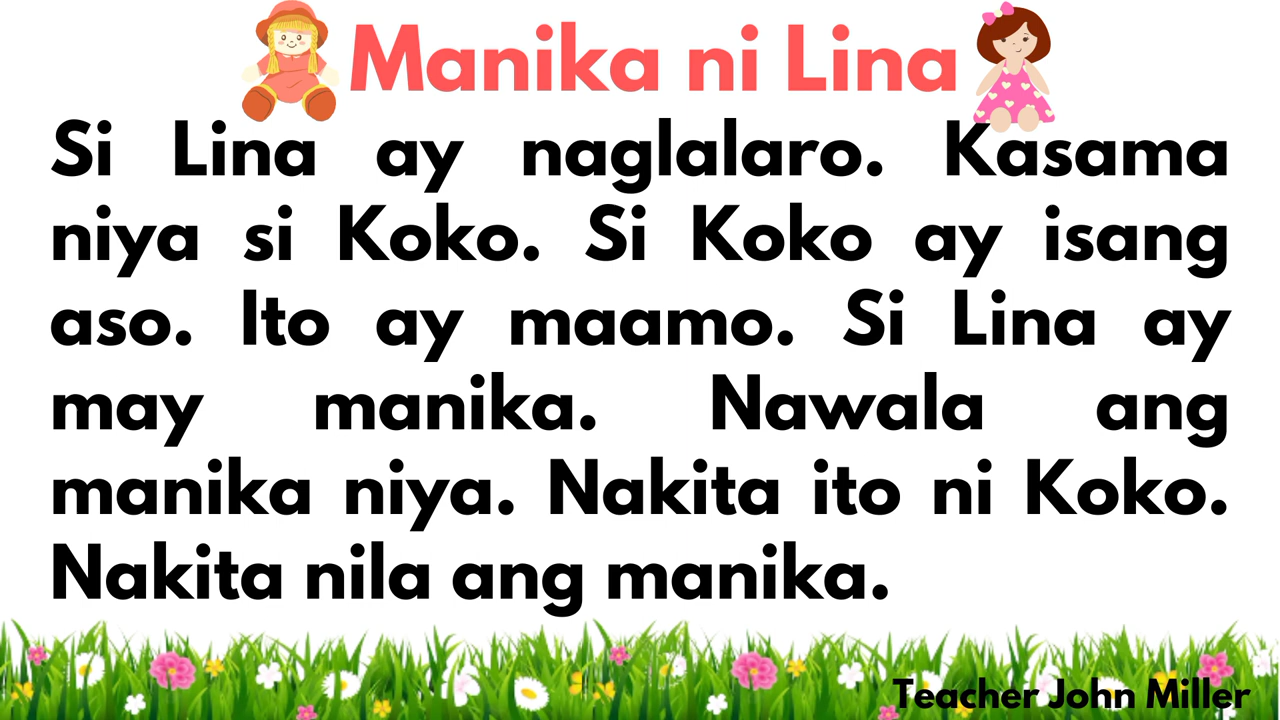 Manika ni Lina
Si Lina ay naglalaro. Kasama
niya si Koko. Si Koko ay isang
aso. Ito ay maamo. Si Lina ay
may manika. Nawala ang
manika niya. Nakita ito ni Koko.
Nakita nila ang manika.
Teacher John Miller